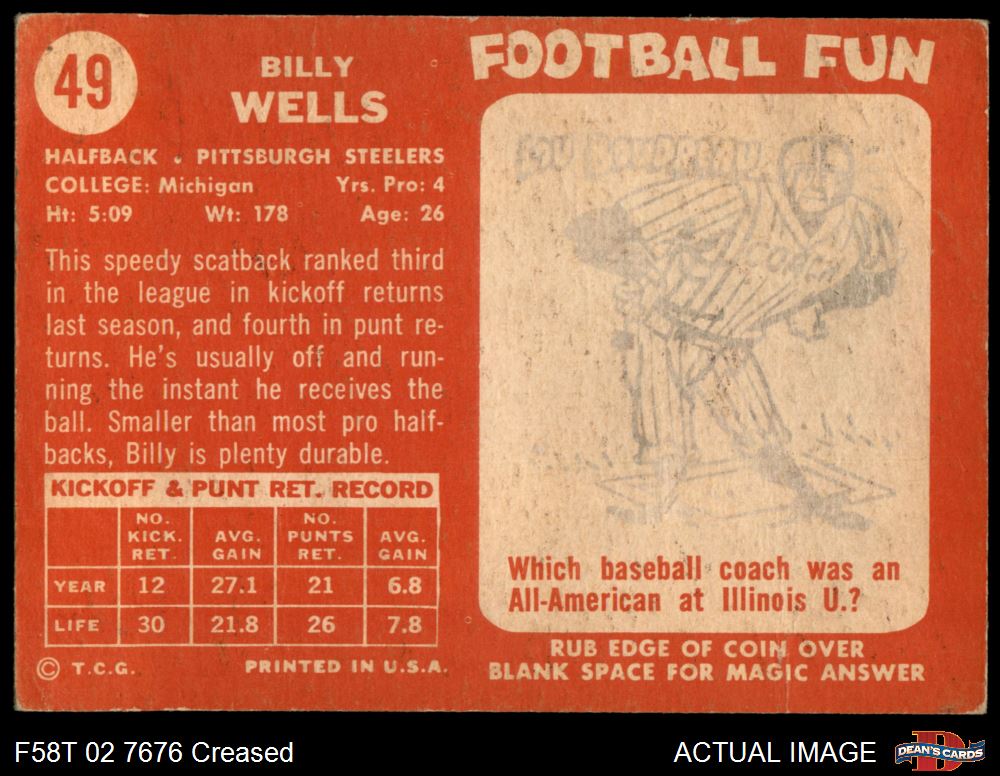 49
BILLY
WELLS
HALFBACK • PITTSBURGH STEELERS
COLLEGE: Michigan Yrs. Pro: 4
Ht: 5:09 Wt: 178 Age: 26
This speedy scatback ranked third
in the league in kickoff returns
last season, and fourth in punt re-
turns. He's usually off and run-
ning the instant he receives the
ball. Smaller than most pro half-
backs, Billy is plenty durable.
KICKOFF & PUNT RET. RECORD
NO. KICK. RET. AVG. GAIN NO. PUNTS RET. AVG. GAIN
YEAR 12 27.1 21 6.8
LIFE 30 21.8 26 7.8
© T.C.G. PRINTED IN U.S.A.
FOOTBALL FUN
LOU BOUDREAU
COACH
Which baseball coach was an
All-American at Illinois U.?
RUB EDGE OF COIN OVER
BLANK SPACE FOR MAGIC ANSWER
F58T 02 7676 Creased
ACTUAL IMAGE
DEAN'S CARDS